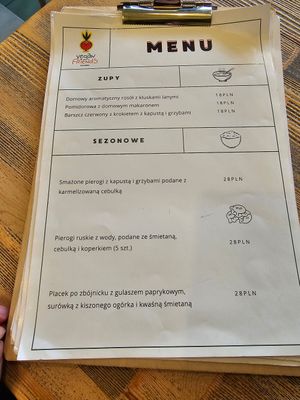 vegan
FRIENDS
MENU
ZUPY
Domowy aromatyczny rosół z kluskami lanymi 18PLN
Pomidorowa z domowym makaronem 18PLN
Barszcz czerwony z krokietem z kapustą i grzybami 18PLN
SEZONOWE
Smażone pierogi z kapustą i grzybami podane z 28PLN
karmelizowaną cebulką
Pierogi ruskie z wody, podane ze śmietaną, 28PLN
cebulką i koperkiem (5 szt.)
Placek po zbójnicku z gulaszem paprykowym, 28PLN
surówką z kiszonego ogórka i kwaśną śmietaną